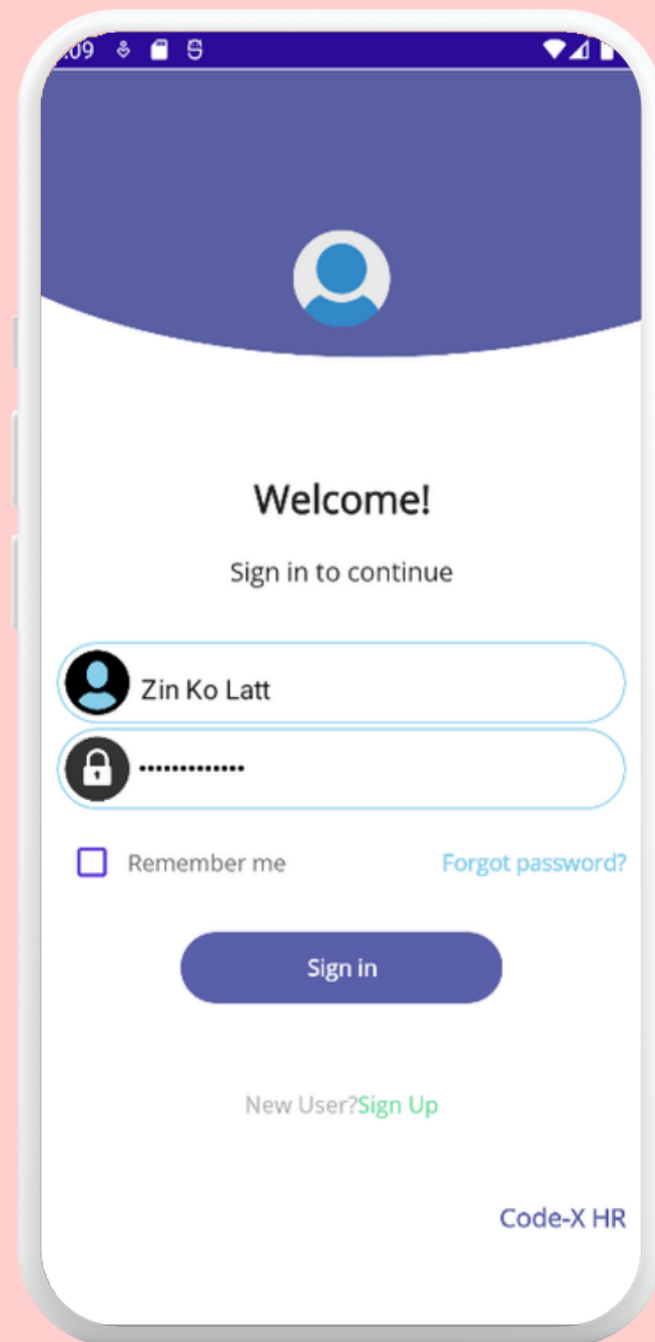 :09
Welcome!
Sign in to continue
Zin Ko Latt
•••••••••••••
Remember me Forgot password?
Sign in
New User?Sign Up
Code-X HR